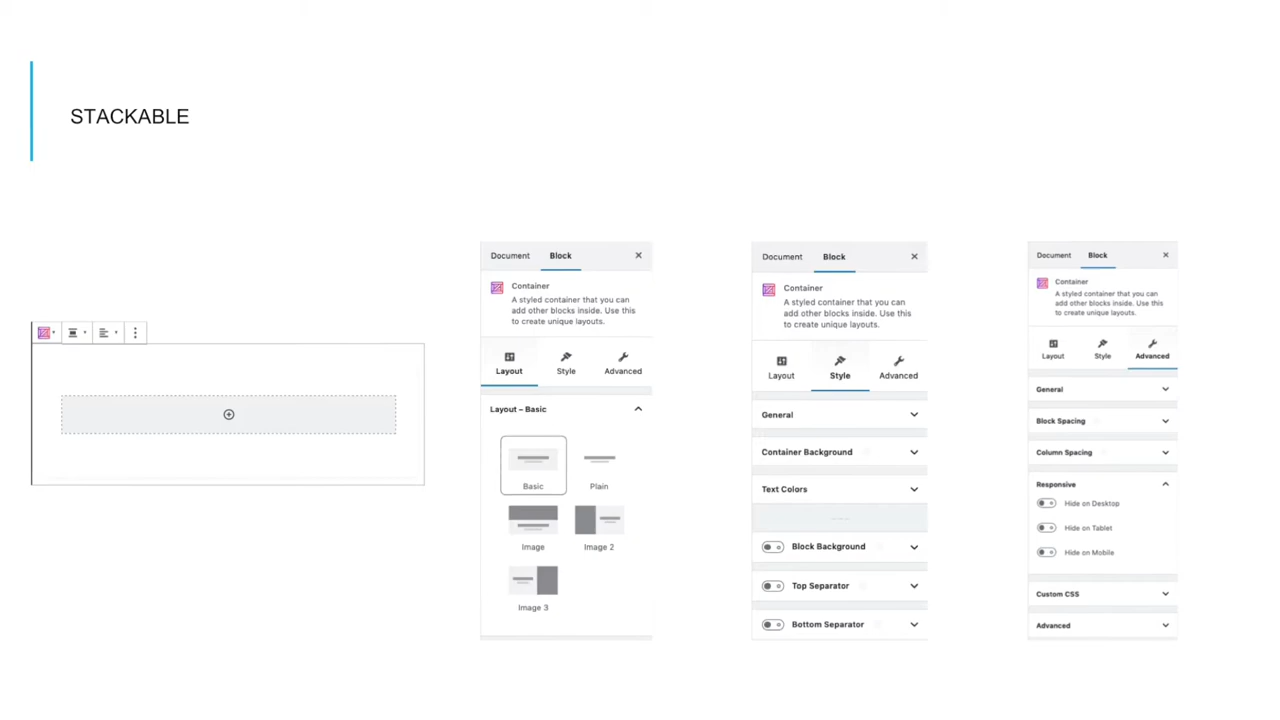 STACKABLE
Document Block
Container
A styled container that you can
add other blocks inside. Use this
to create unique layouts.
Layout Style Advanced
Layout – Basic
Basic Plain
Image Image 2
Image 3
Document Block
Container
A styled container that you can
add other blocks inside. Use this
to create unique layouts.
Layout Style Advanced
General
Container Background
Text Colors
Block Background
Top Separator
Bottom Separator
Document Block
Container
A styled container that you can
add other blocks inside. Use this
to create unique layouts.
Layout Style Advanced
General
Block Spacing
Column Spacing
Responsive
Hide on Desktop
Hide on Tablet
Hide on Mobile
Custom CSS
Advanced